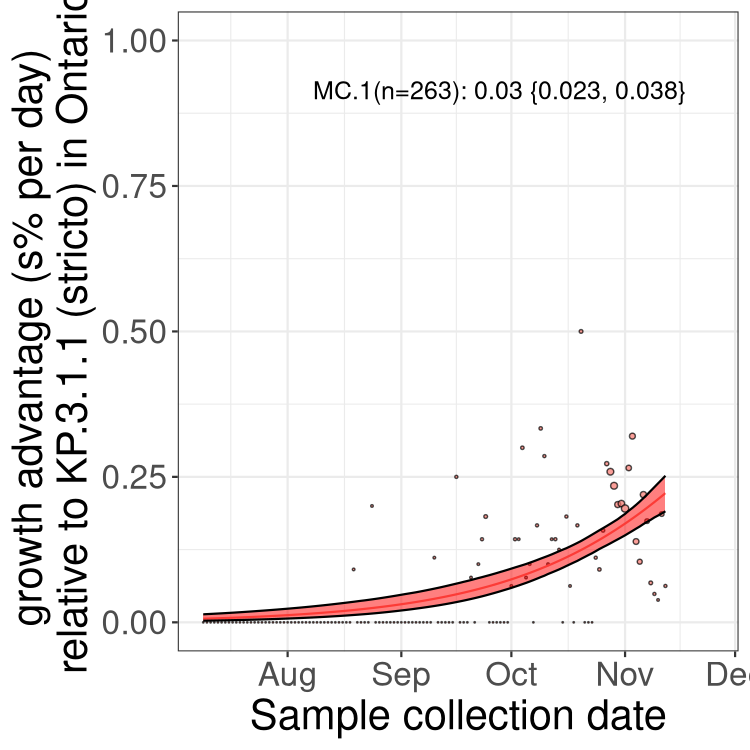 growth advantage (s% per day)
relative to KP.3.1.1 (stricto) in Ontario
1.00
0.75
0.50
0.25
0.00
MC.1(n=263): 0.03 {0.023, 0.038}
Aug Sep Oct Nov De
Sample collection date